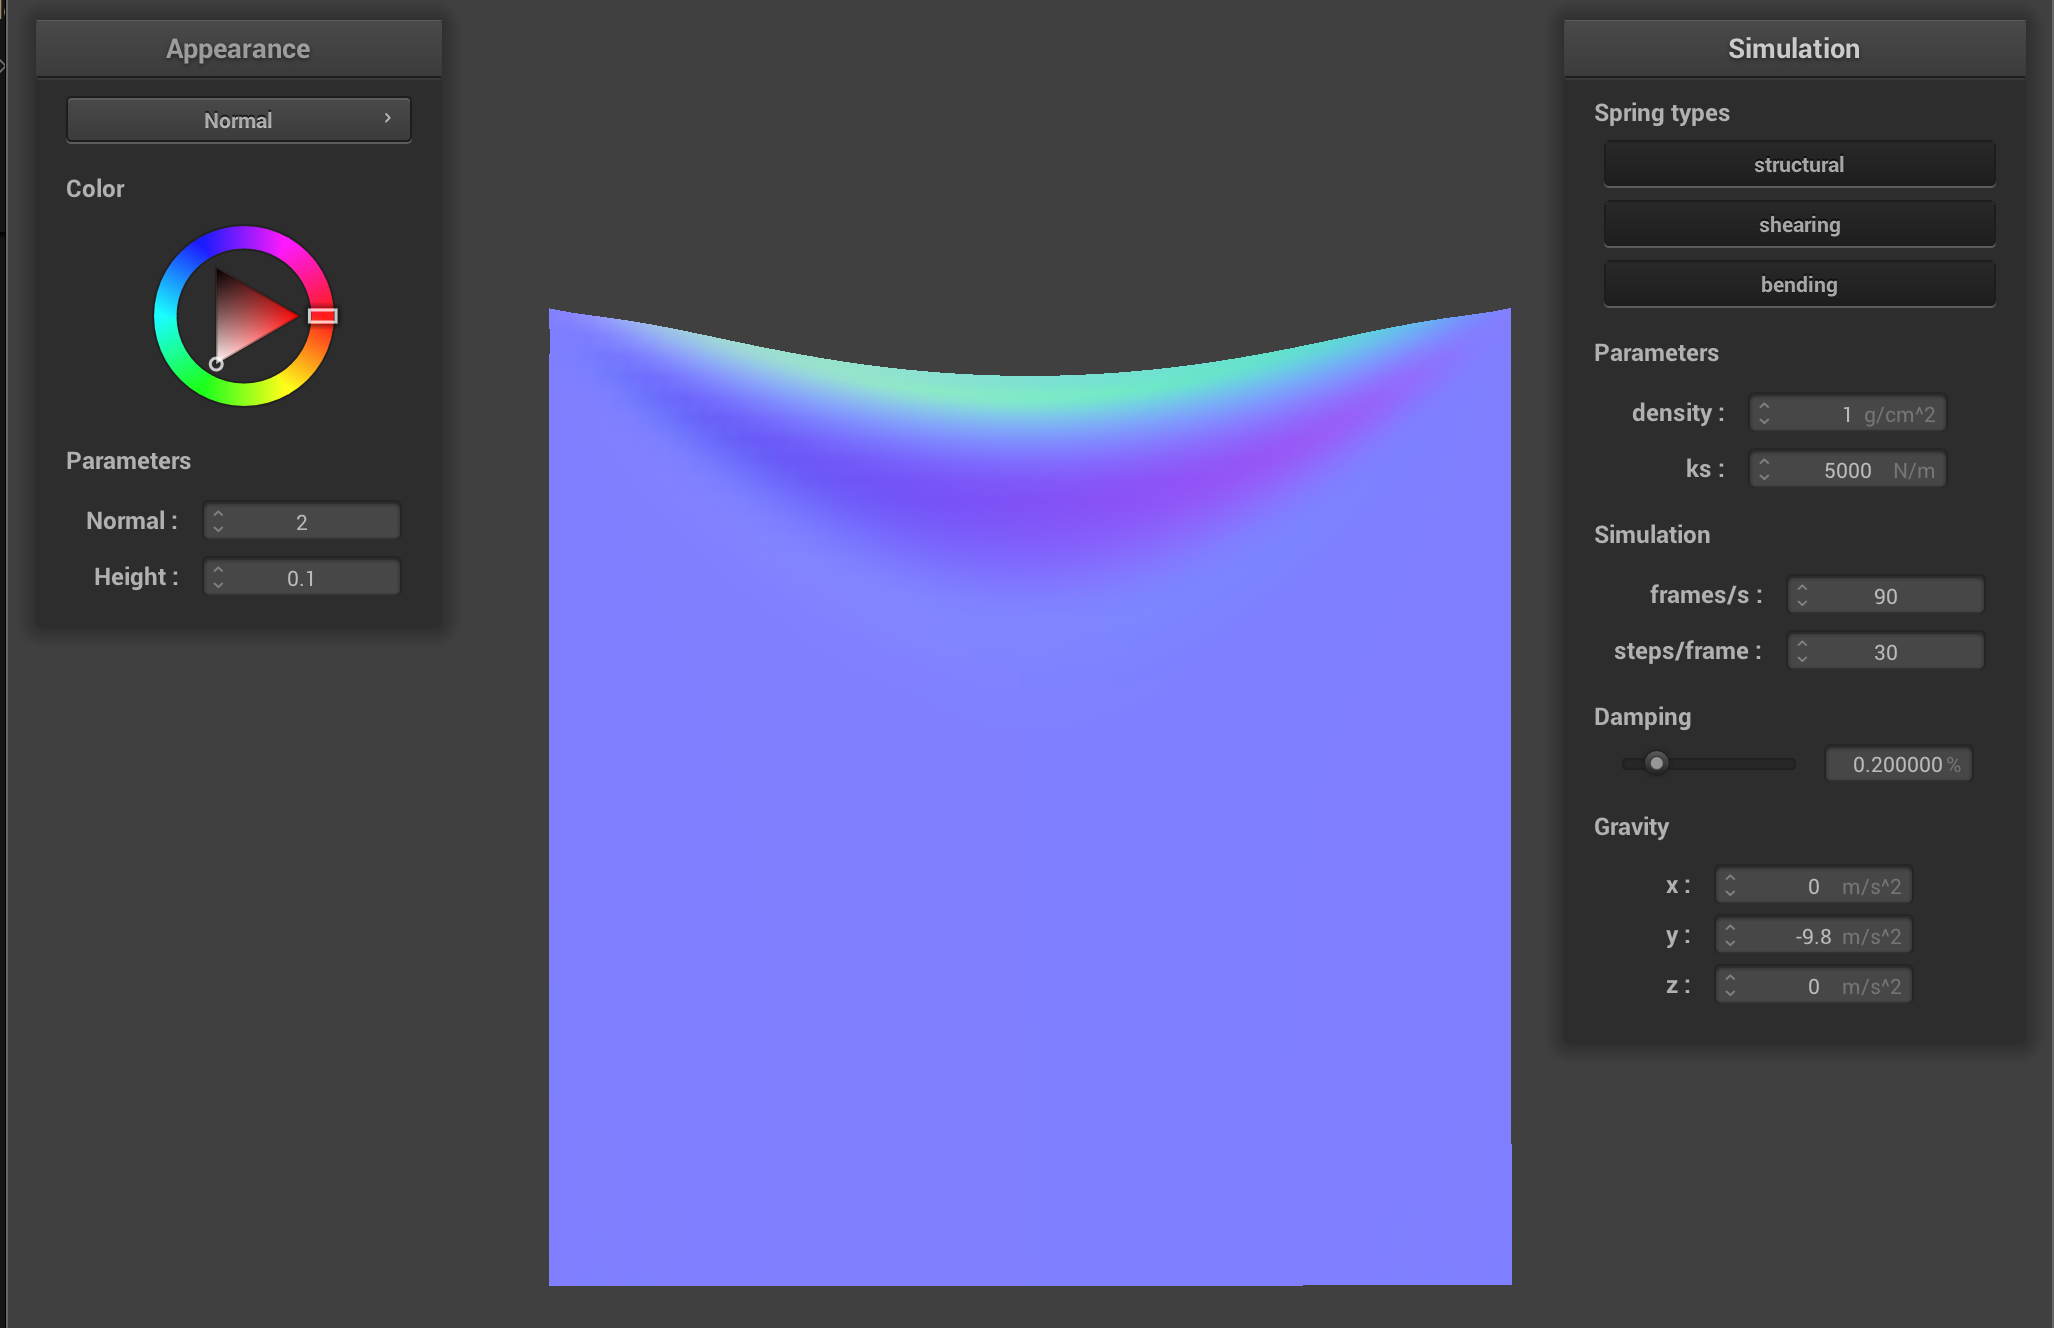 Appearance
Normal
Color
Parameters
Normal :
2
Height :
0.1
Simulation
Spring types
structural
shearing
bending
Parameters
density :
1 g/cm^2
ks :
5000 N/m
Simulation
frames/s :
90
steps/frame :
30
Damping
0.200000 %
Gravity
x :
0 m/s^2
y :
-9.8 m/s^2
z :
0 m/s^2